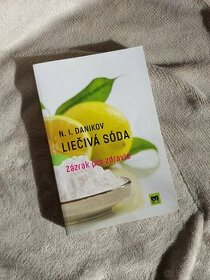 N. I. DANIKOV
LIEČIVÁ SÓDA
Zázrak pre zdravie